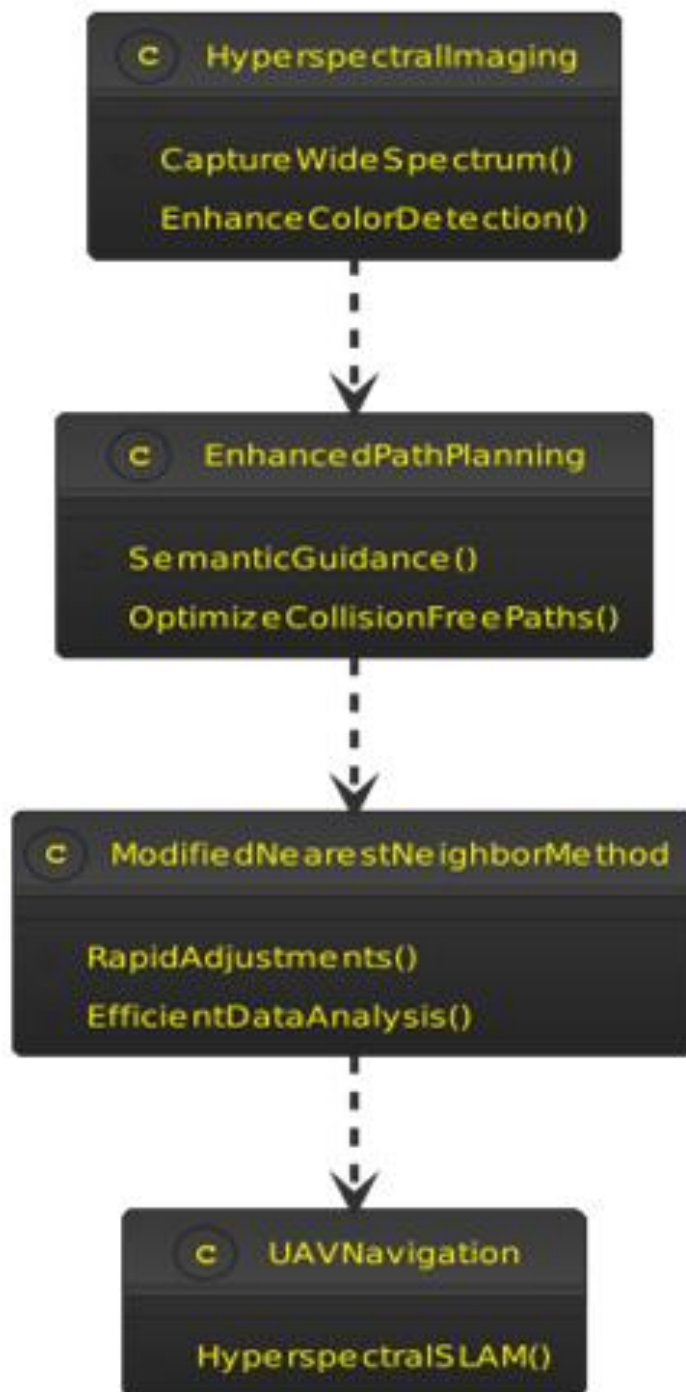 C HyperspectralImaging
CaptureWideSpectrum()
EnhanceColorDetection()
C EnhancedPathPlanning
SemanticGuidance()
OptimizeCollisionFreePaths()
C ModifiedNearestNeighborMethod
RapidAdjustments()
EfficientDataAnalysis()
C UAVNavigation
HyperspectralSLAM()